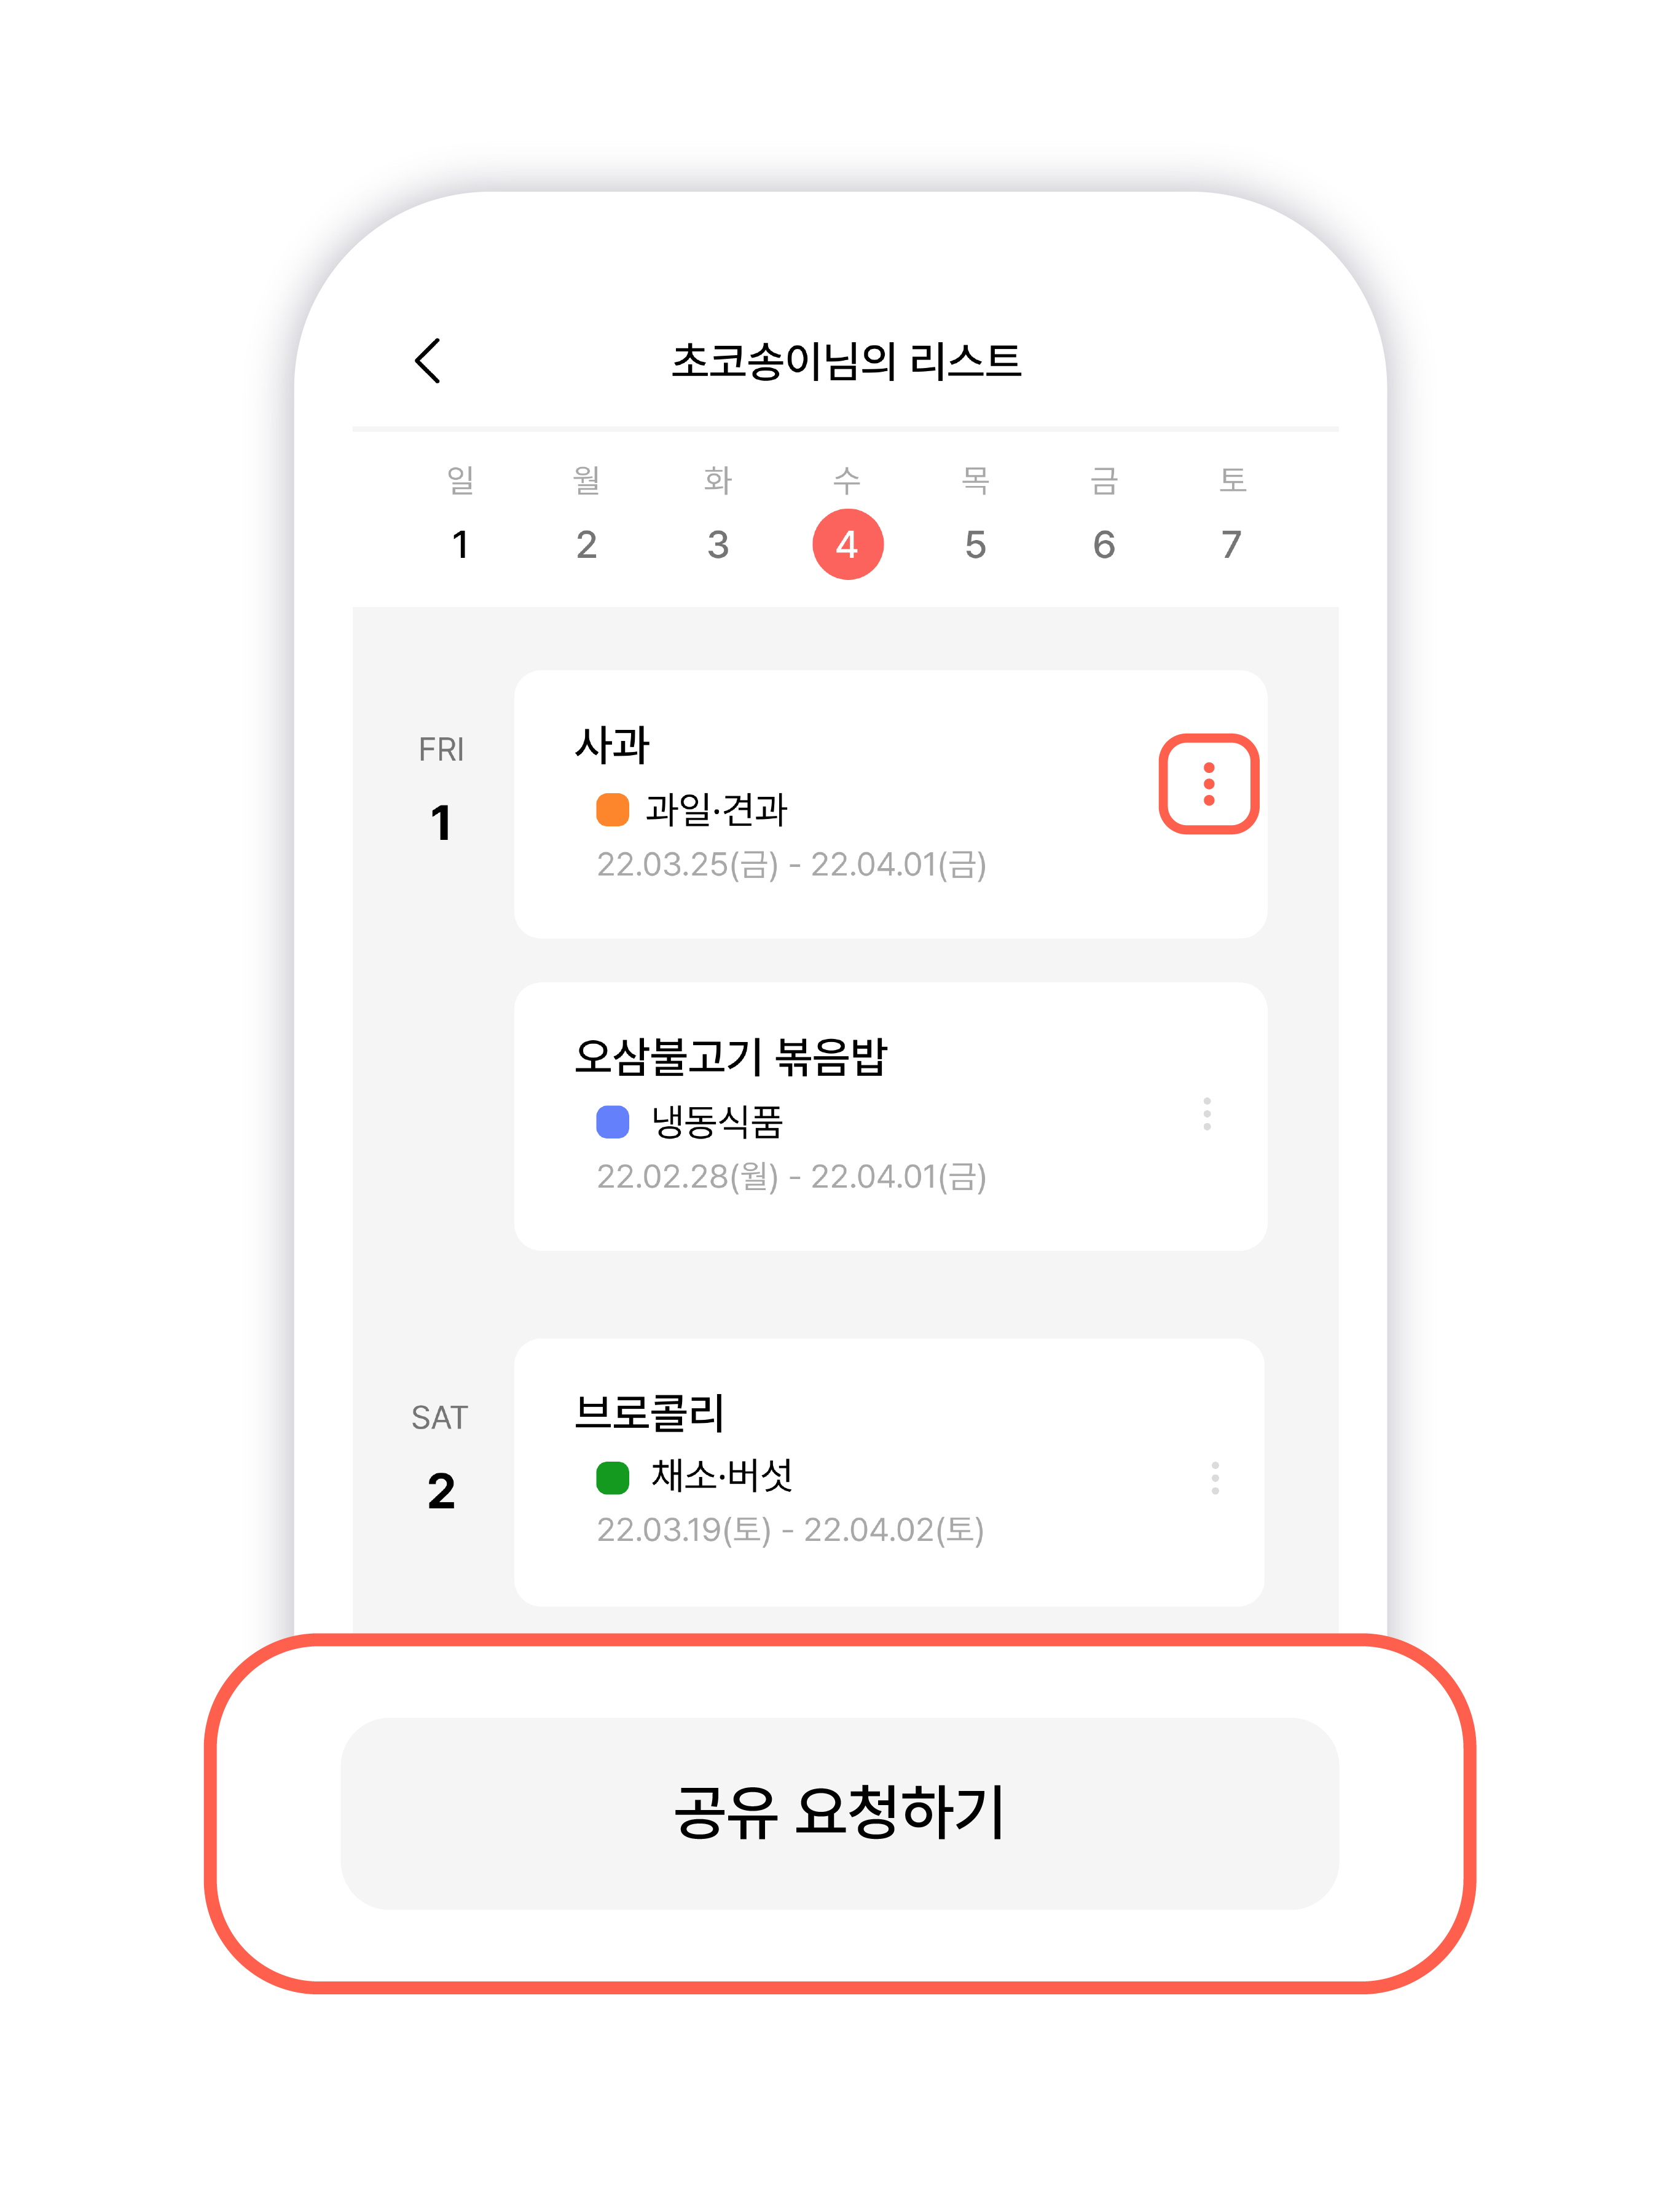 초코송이님의 리스트
일 월 화 수 목 금 토
1 2 3 4 5 6 7
FRI
1
사과
과일·견과
22.03.25(금) - 22.04.01(금)
오삼불고기 볶음밥
냉동식품
22.02.28(월) - 22.04.01(금)
SAT
2
브로콜리
채소·버섯
22.03.19(토) - 22.04.02(토)
공유 요청하기